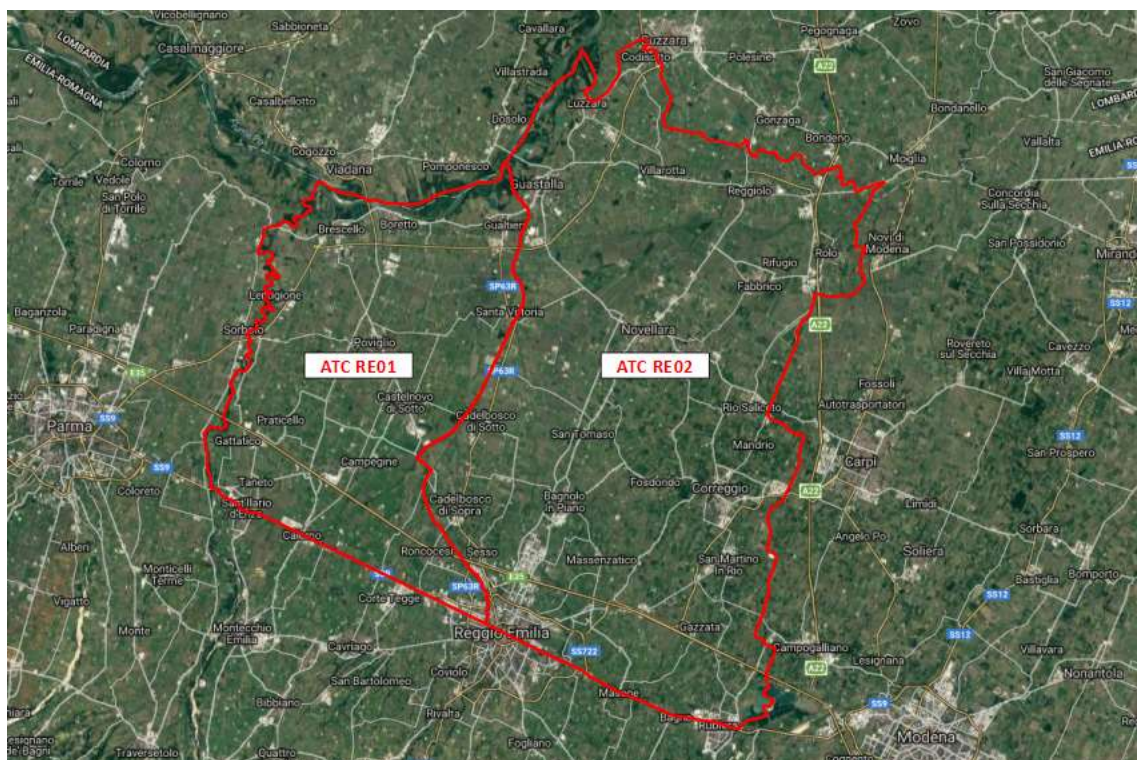 Vicobellignano
Sabbioneta
Cavallara
Suzzara
Pegognaga
Zovo
LOMBARDIA
EMILIA-ROMAGNA
Casalmaggiore
Codisotto
Polesine
A22
San Giacomo
delle Segnate
Villastrada
Casalbellotto
Luzzara
Bondanello
LOMBARDIA
Gonzaga
Dosolo
Bondeno
Vallalta
EMILIA-ROMAGNA
Cogozzo
Colorno
Viadana
Pomponesco
Moglia
Torrile
Vedole
Guastalla
Villarotta
Reggiolo
Concordia
Sulla Secchia
San Polo
di Torrile
Brescello
Boretto
Gualtieri
Novi di
Modena
San Possidonio
Rolo
Rifugio
Fabbrico
SP63R
Lentigione
SS12
Baganzola
Paradigna
Sorbolo
Santa Vittoria
Novellara
A22
Poviglio
Rovereto
sul Secchia
Cavezzo
E35
ATC RE01
SP63R
ATC RE02
Villa Motta
Fossoli
Castelnovo
di Sotto
Autotrasportatori
SS9
Praticello
Cadelbosco
di Sotto
Rio Saliceto
Parma
Gattatico
San Tomaso
Mandrio
SS12
Campegine
Carpi
San Prospero
SS9
Coloreto
Taneto
Fosdondo
Correggio
A22
Sant'Ilario
d'Enza
Cadelbosco
di Sopra
Bagnolo
in Piano
Limidi
Calerno
Sorbara
Angelo Po
Alberi
Roncocesi
Sesso
Massenzatico
San Martino
In Rio
Soliera
Monticelli
Terme
SS9
E35
SP63R
Bastiglia
Bomporto
Vigatto
Corte Tegge
SS12
Monte
Montecchio
Emilia
Reggio Emilia
Gazzata
SS12
Cavriago
SS722
Campogalliano
Villavara
A22
Lesignana
Coviolo
Nonantola
San Bartolomeo
Masone
Bibbiano
SS9
Rivalta
Bagno
Rubiera
Modena
Traversetolo
Quattro
Fogliano